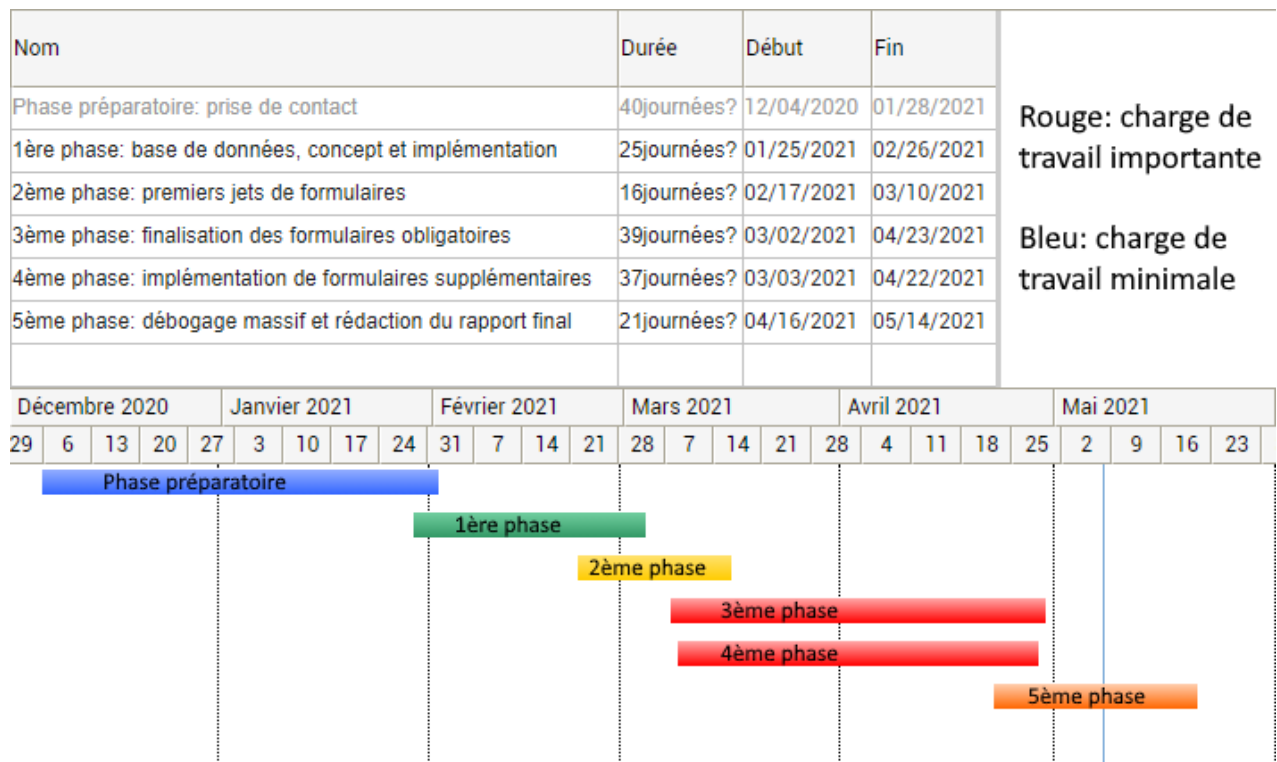 Nom Durée Début Fin
Phase préparatoire: prise de contact 40journées? 12/04/2020 01/28/2021
1ère phase: base de données, concept et implémentation 25journées? 01/25/2021 02/26/2021
2ème phase: premiers jets de formulaires 16journées? 02/17/2021 03/10/2021
3ème phase: finalisation des formulaires obligatoires 39journées? 03/02/2021 04/23/2021
4ème phase: implémentation de formulaires supplémentaires 37journées? 03/03/2021 04/22/2021
5ème phase: débogage massif et rédaction du rapport final 21journées? 04/16/2021 05/14/2021
Rouge: charge de
travail importante
Bleu: charge de
travail minimale
Décembre 2020 Janvier 2021 Février 2021 Mars 2021 Avril 2021 Mai 2021
29 6 13 20 27 3 10 17 24 31 7 14 21 28 7 14 21 28 4 11 18 25 2 9 16 23
Phase préparatoire
1ère phase
2ème phase
3ème phase
4ème phase
5ème phase